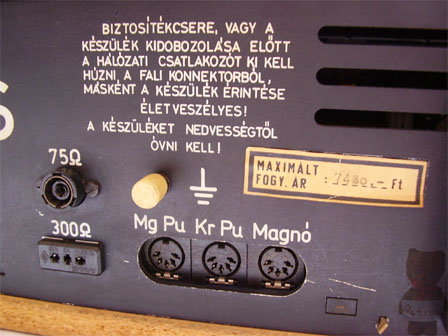 BIZTOSÍTÉKCSERE, VAGY A
KÉSZÜLÉK KIDOBOZOLÁSA ELŐTT
A HÁLÓZATI CSATLAKOZÓT KI KELL
HÚZNI, A FALI KONNEKTORBÓL,
MÁSKÉNT A KÉSZÜLÉK ÉRINTÉSE
ÉLETVESZÉLYES!
A KÉSZÜLÉKET NEDVESSÉGTŐL
ÓVNI KELL!
S
75Ω
MAXIMÁLT
FOGY. ÁR : Ft
300Ω
Mg Pu Kr Pu Magnó